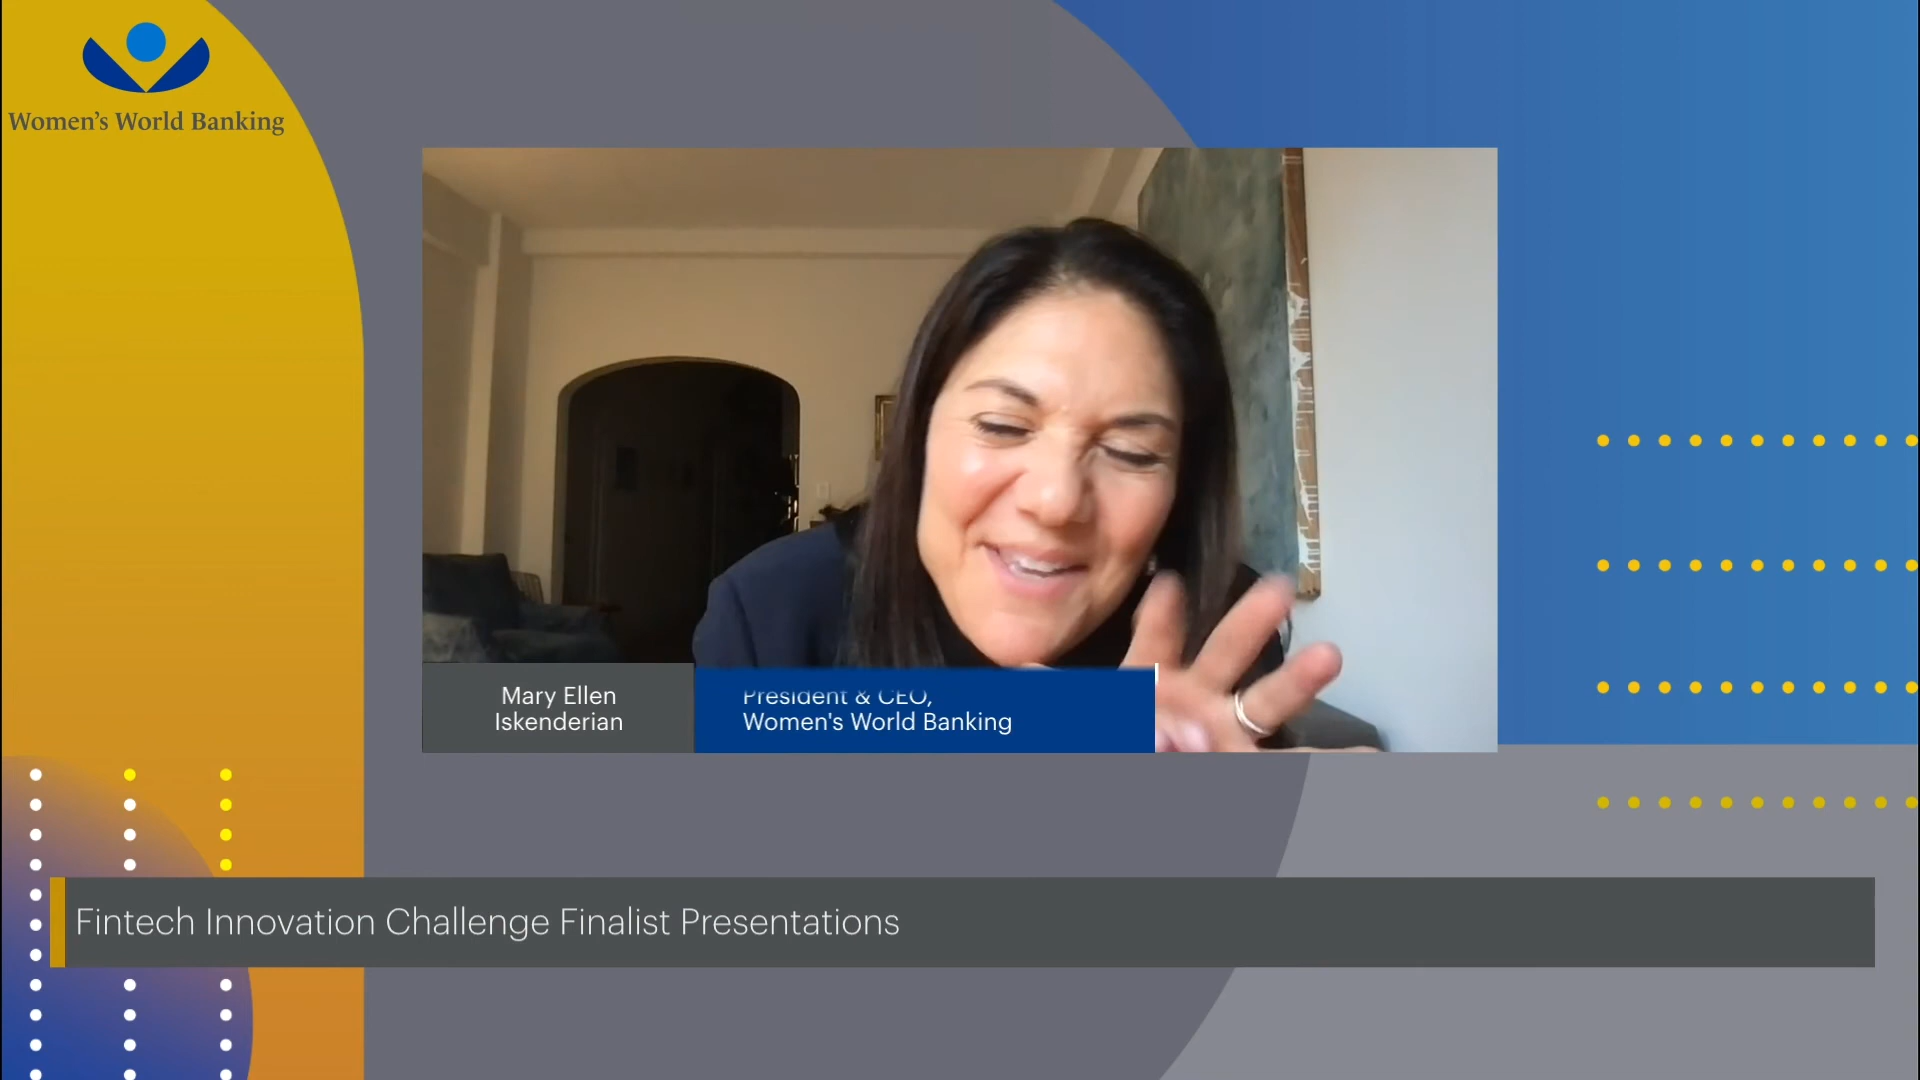 Women's World Banking
Mary Ellen
Iskenderian
President & CEO,
Women's World Banking
Fintech Innovation Challenge Finalist Presentations